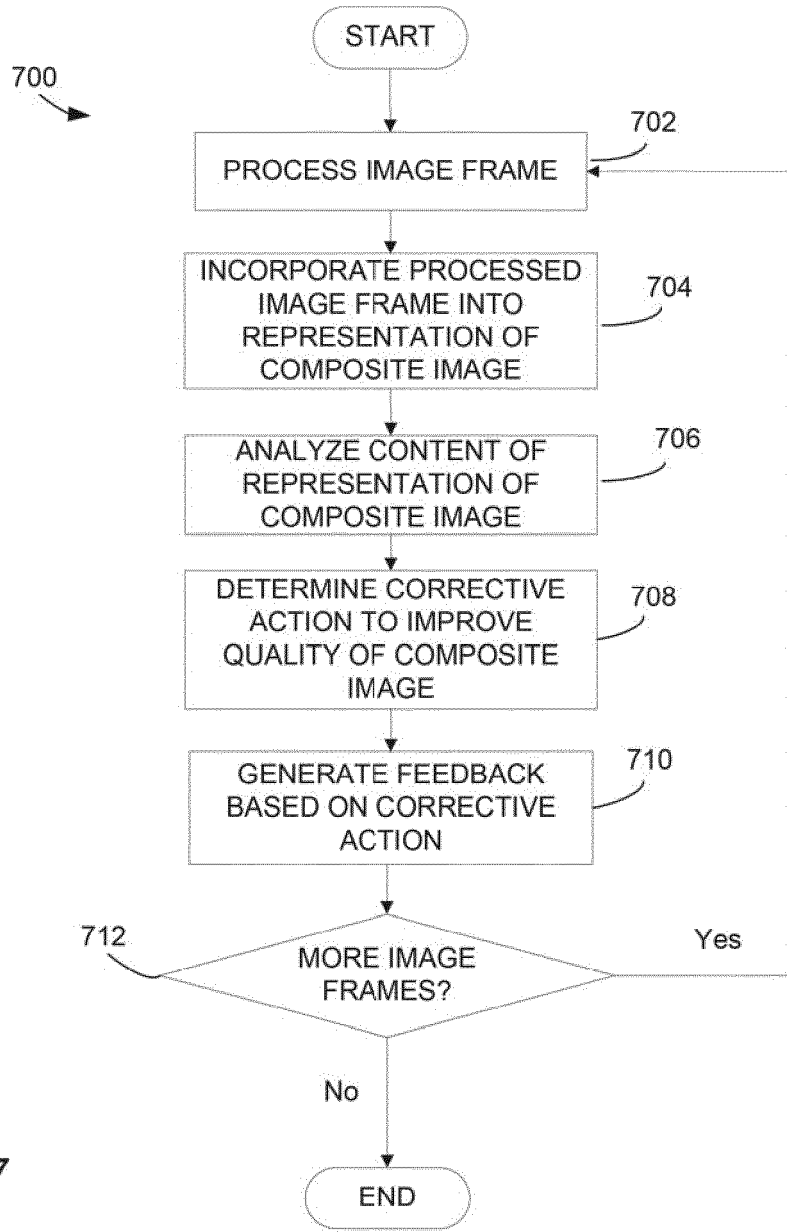 START
700
702
PROCESS IMAGE FRAME
INCORPORATE PROCESSED
IMAGE FRAME INTO
REPRESENTATION OF
COMPOSITE IMAGE
704
ANALYZE CONTENT OF
REPRESENTATION OF
COMPOSITE IMAGE
706
DETERMINE CORRECTIVE
ACTION TO IMPROVE
QUALITY OF COMPOSITE
IMAGE
708
GENERATE FEEDBACK
BASED ON CORRECTIVE
ACTION
710
712
MORE IMAGE
FRAMES?
Yes
No
7
END